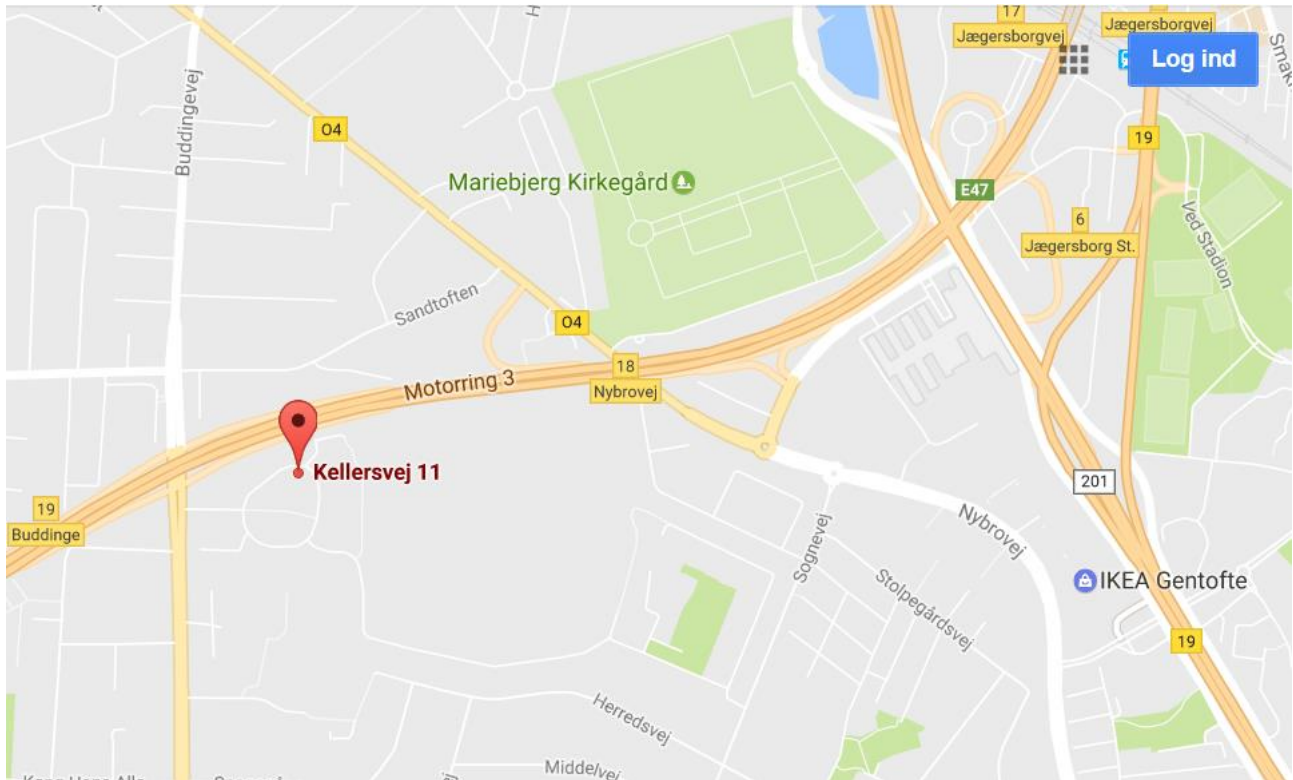 17
Jægersborgvej
Jægersborgvej
Log ind
Buddingevej
O4
19
Mariebjerg Kirkegård
E47
6
Jægersborg St.
Ved Stadion
Sandtoften
O4
18
Nybrovej
Motorring 3
Kellersvej 11
201
19
Buddinge
Nybrovej
Sognevej
Stolpegårdsvej
IKEA Gentofte
19
Herredsvej
Middelvej